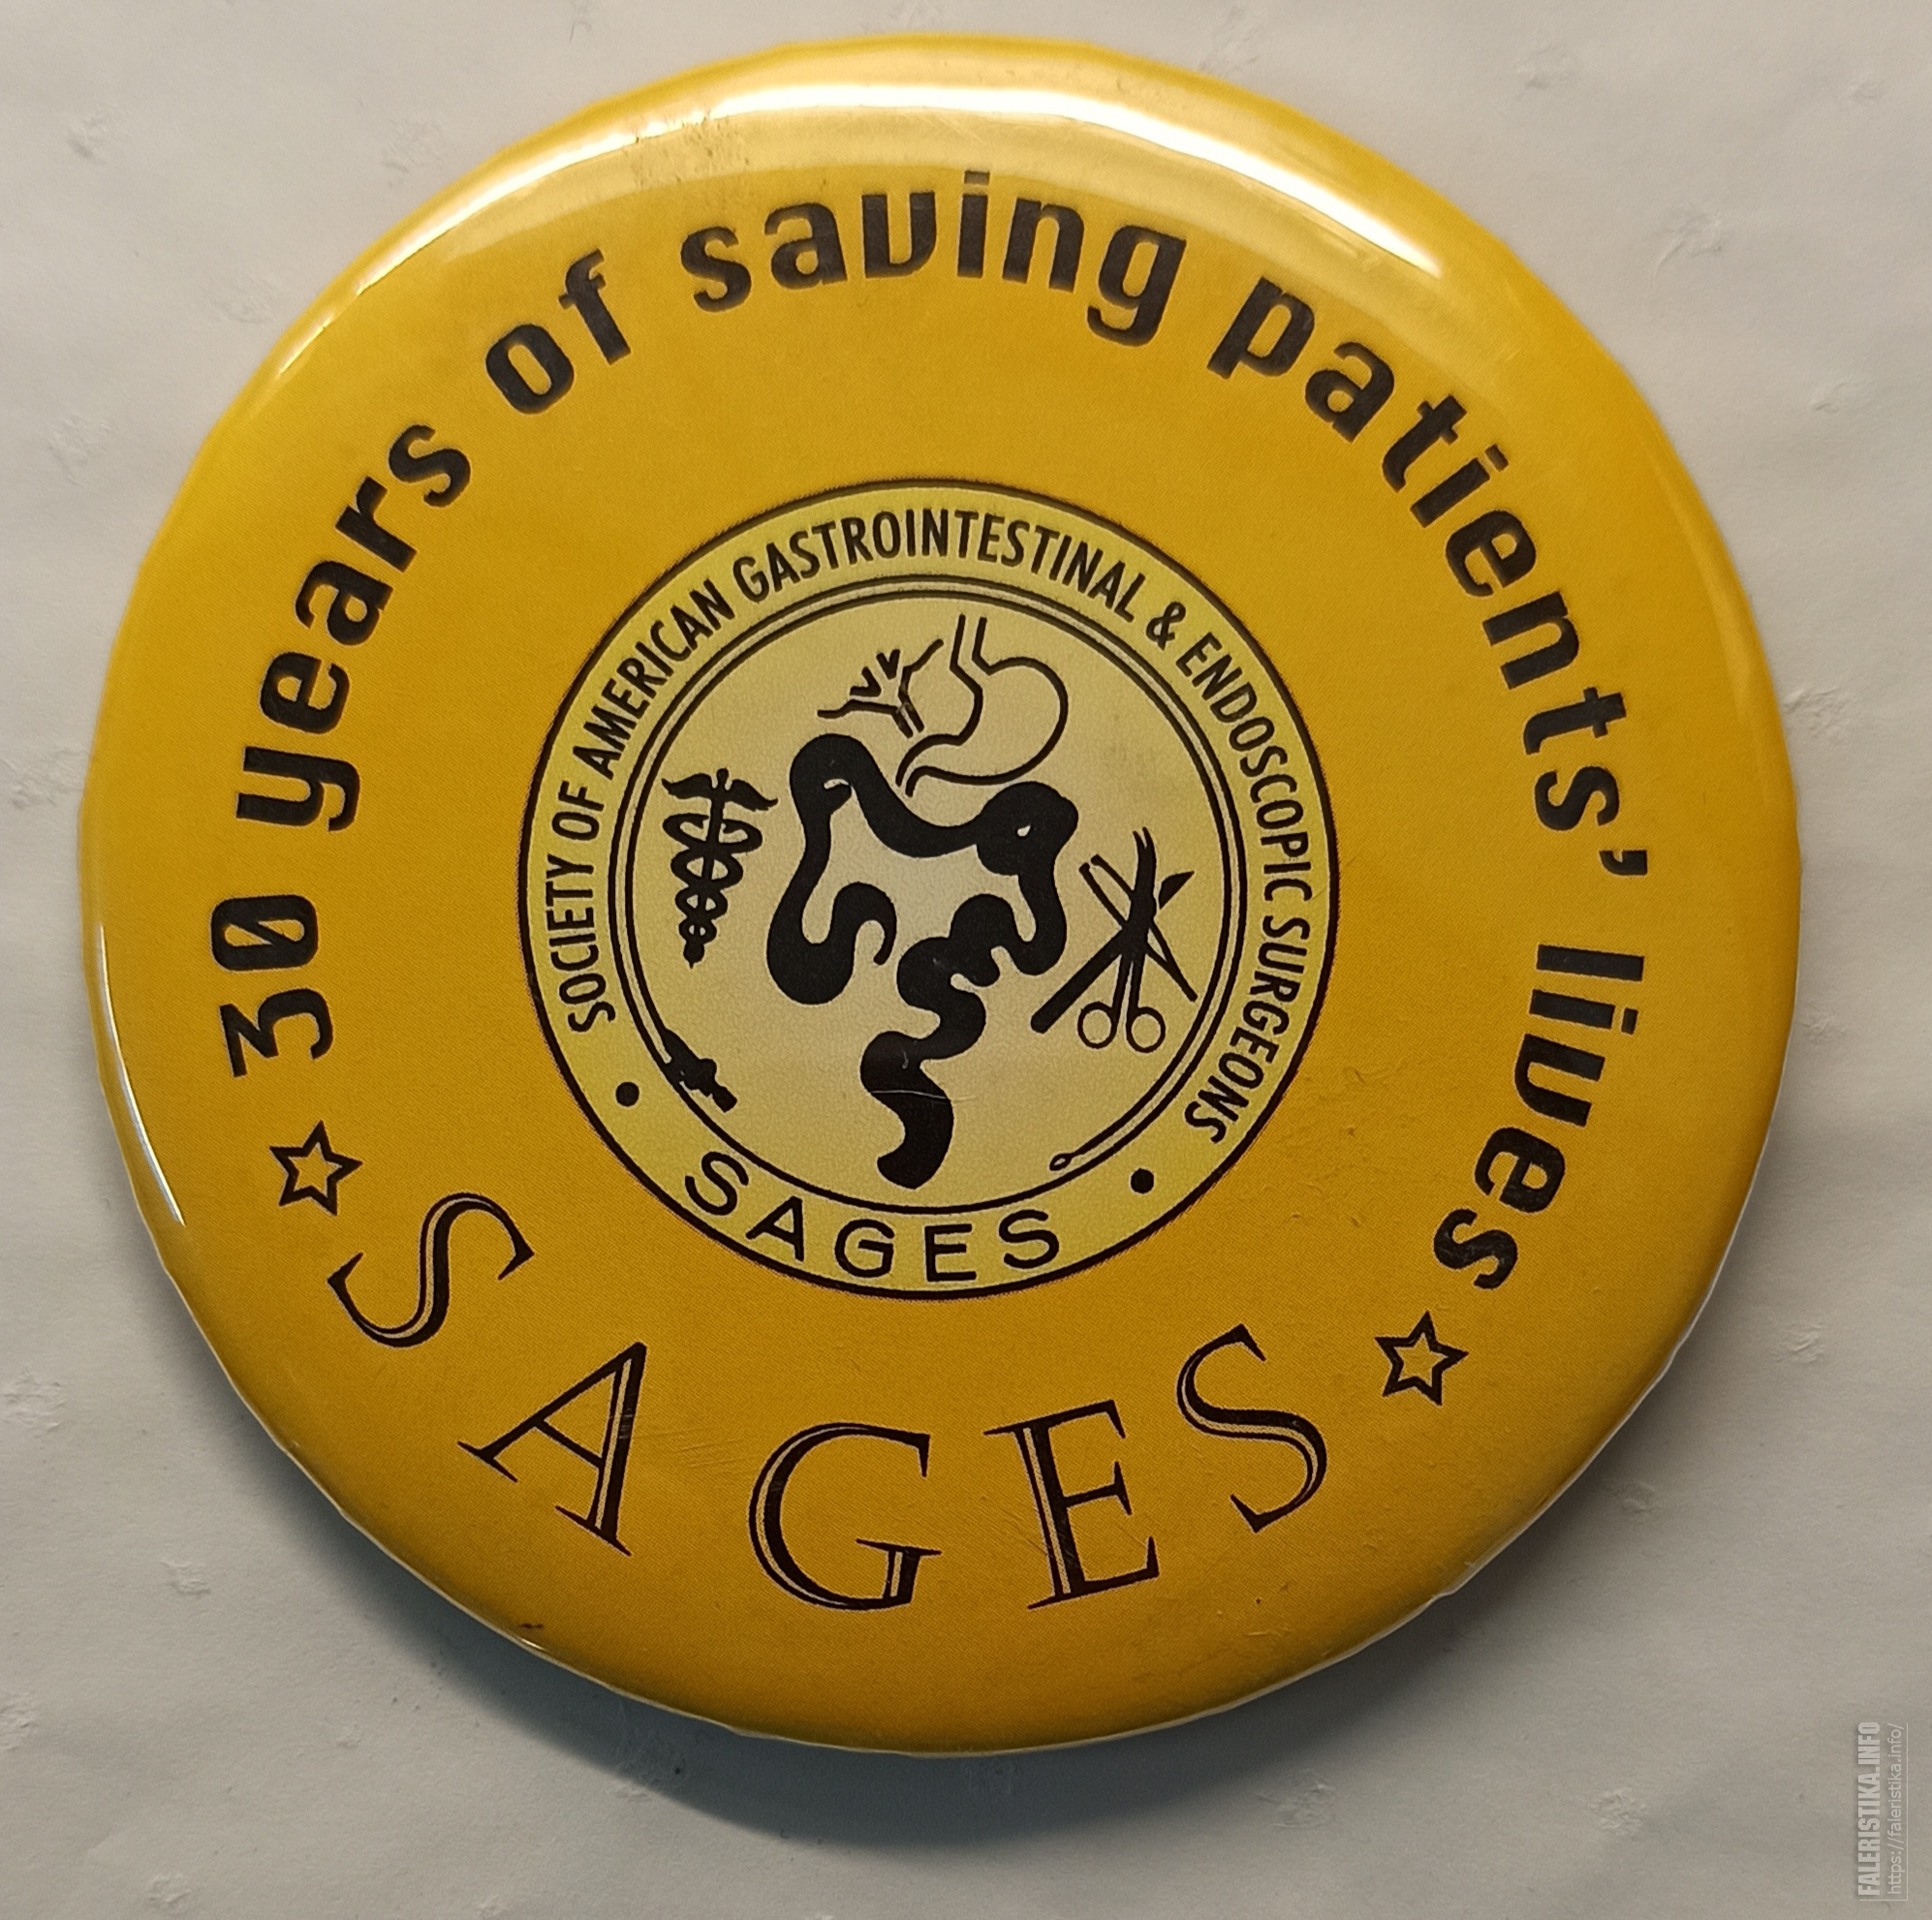 30 years of saving patients' lives
SOCIETY OF AMERICAN GASTROINTESTINAL & ENDOSCOPIC SURGEONS
• SAGES •
SAGES
FALERISTIKA.INFO
https://faleristika.info/